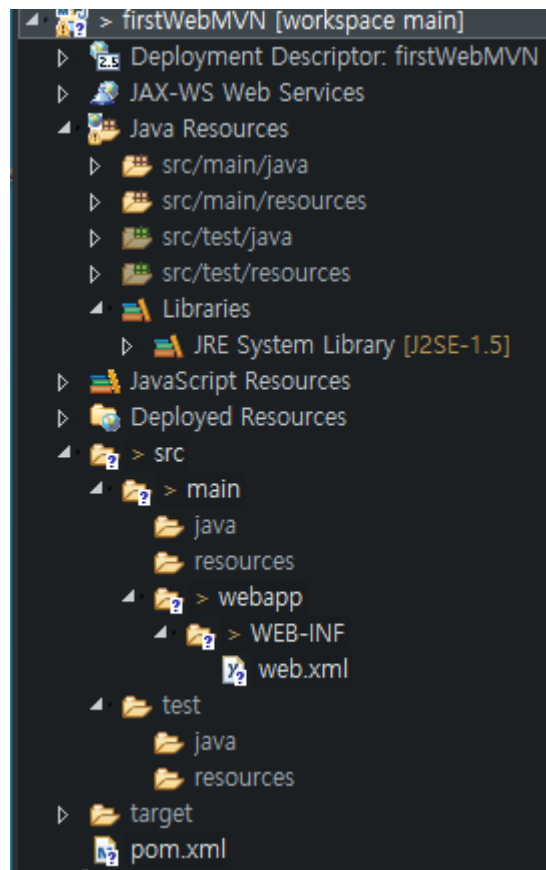 > firstWebMVN [workspace main]
2.5 Deployment Descriptor: firstWebMVN
JAX-WS Web Services
Java Resources
src/main/java
src/main/resources
src/test/java
src/test/resources
Libraries
JRE System Library [J2SE-1.5]
JavaScript Resources
Deployed Resources
> src
> main
java
resources
> webapp
> WEB-INF
web.xml
test
java
resources
target
pom.xml